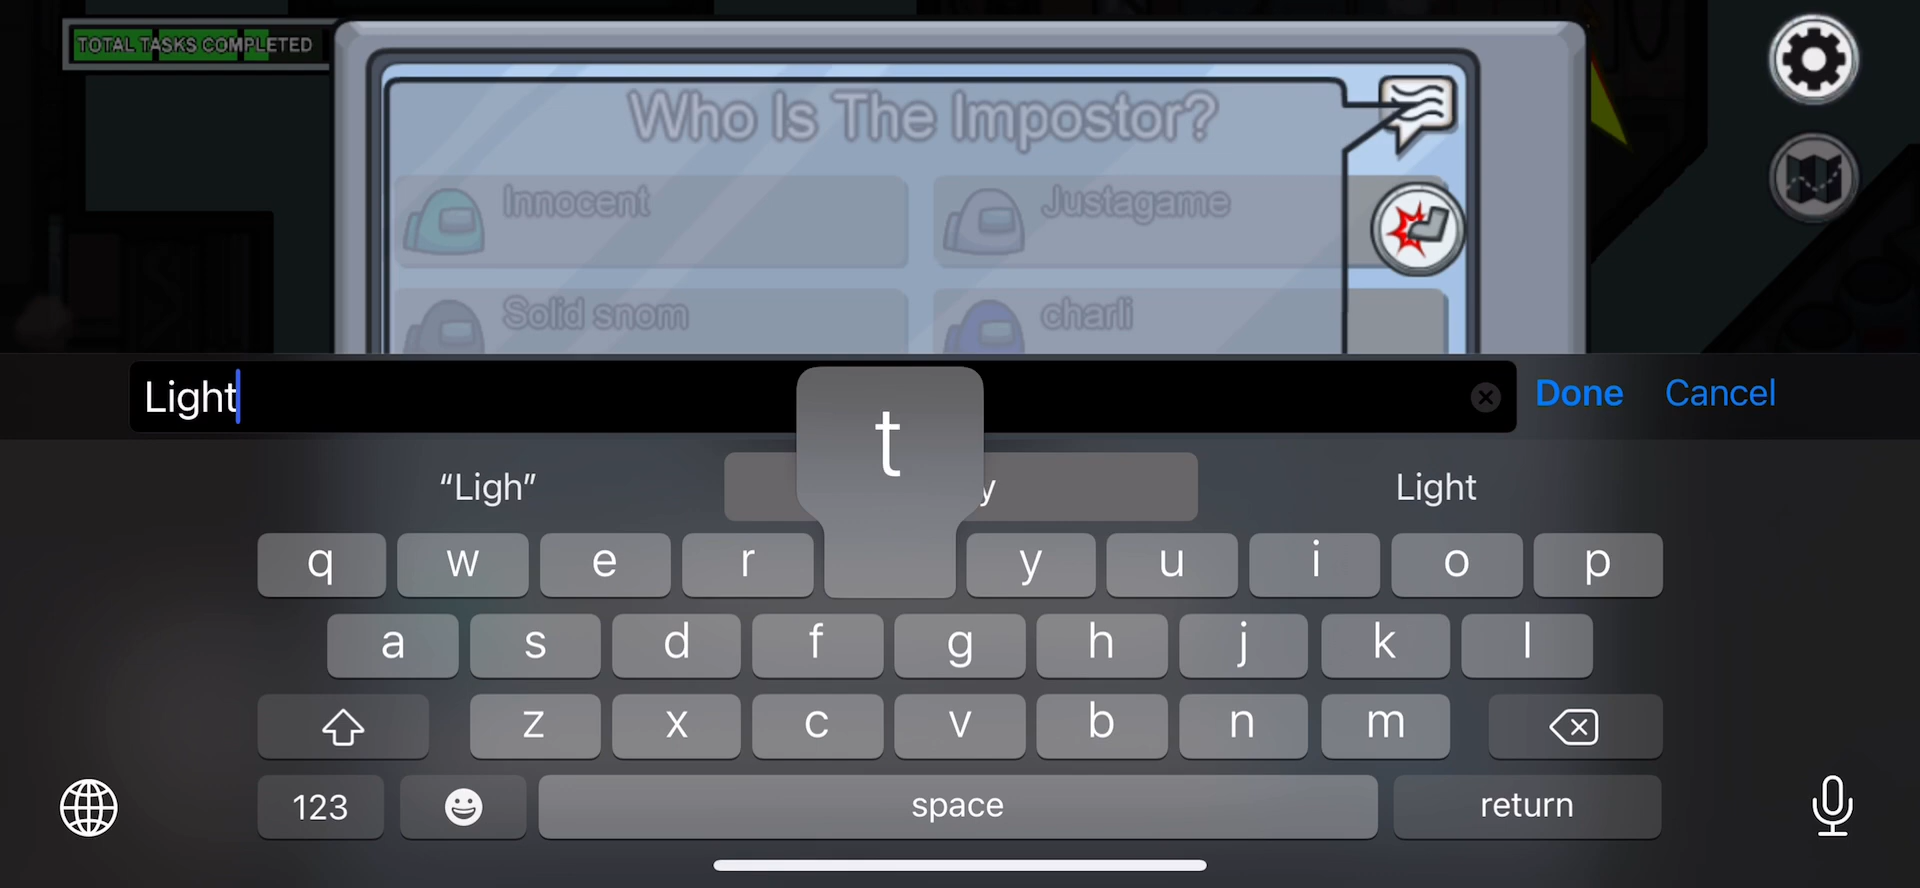 TOTAL TASKS COMPLETED
Who Is The Impostor?
Innocent
Justagame
Solid snom
charli
Light
Done
Cancel
t
“Ligh”
y
Light
q w e r y u i o p
a s d f g h j k l
z x c v b n m
123
space
return